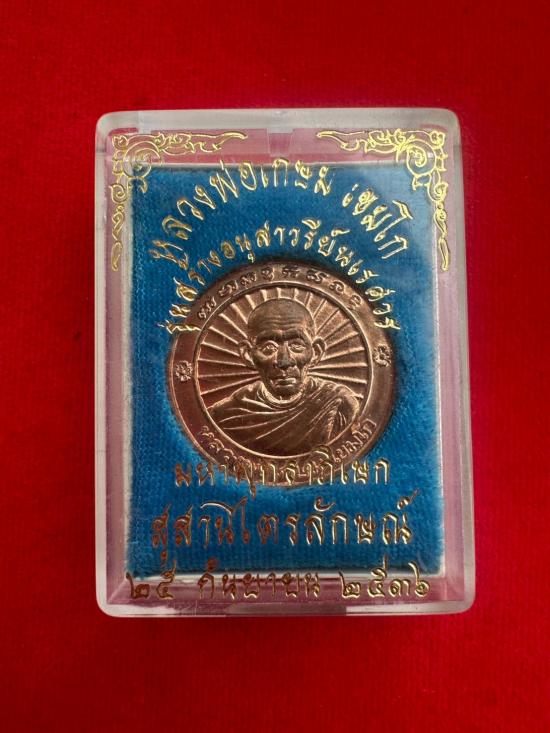 หลวงพ่อเกษม เขมโก
รุ่นสร้างอนุสาวรีย์นเรศวร
มหาพุทธาภิเษก
สุสานไตรลักษณ์
๒๕ กันยายน ๒๕๓๖